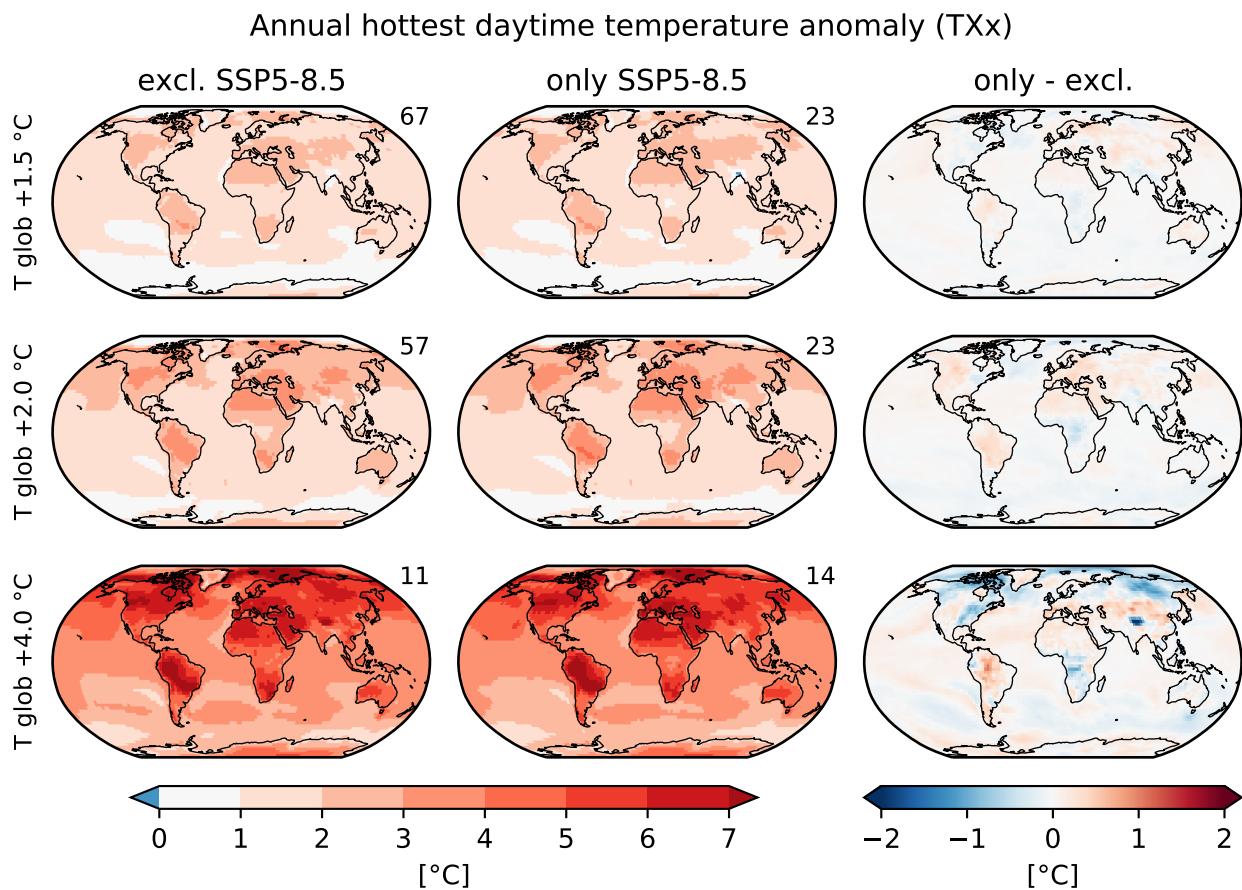 Annual hottest daytime temperature anomaly (TXx)
excl. SSP5-8.5
only SSP5-8.5
only - excl.
T glob +1.5 °C
67
23
T glob +2.0 °C
57
23
T glob +4.0 °C
11
14
0 1 2 3 4 5 6 7
[°C]
−2 −1 0 1 2
[°C]